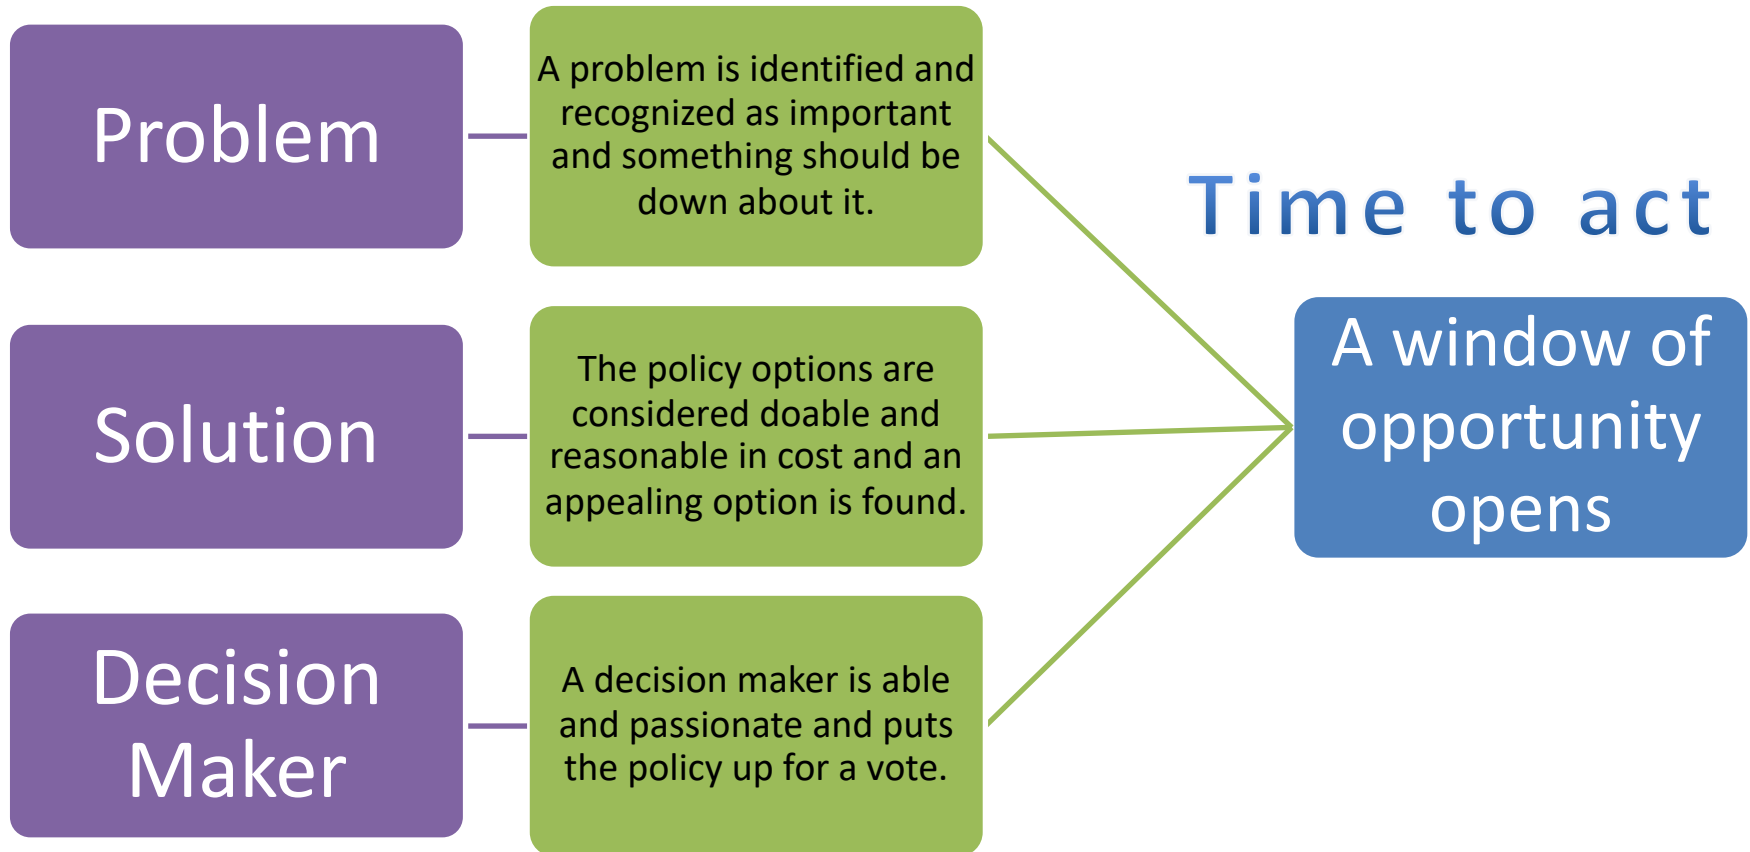 Problem
A problem is identified and
recognized as important
and something should be
down about it.
Time to act
Solution
The policy options are
considered doable and
reasonable in cost and an
appealing option is found.
A window of
opportunity
opens
Decision
Maker
A decision maker is able
and passionate and puts
the policy up for a vote.